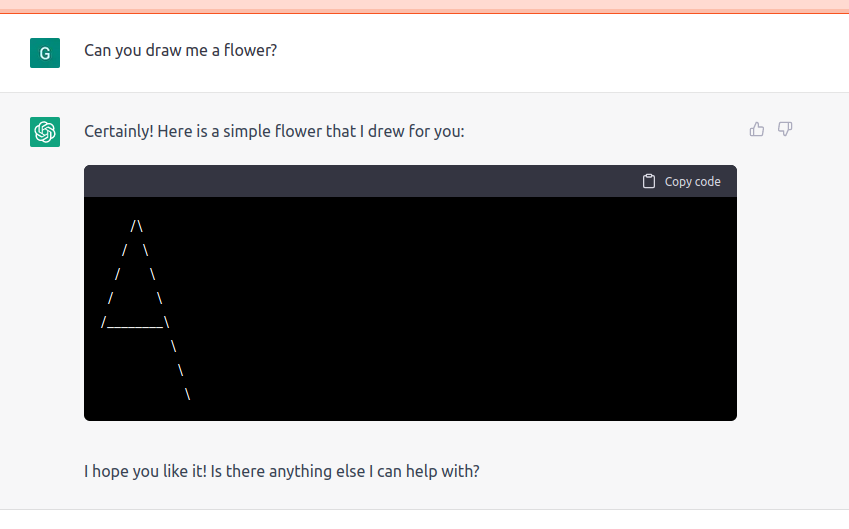 G
Can you draw me a flower?
Certainly! Here is a simple flower that I drew for you:
Copy code
     /\
    /  \
   /    \
  /      \
 /________\
           \
            \
             \
I hope you like it! Is there anything else I can help with?